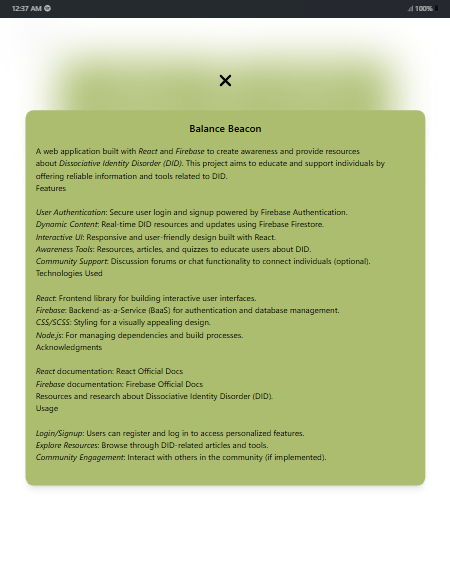 12:37 AM
100%
Balance Beacon
A web application built with React and Firebase to create awareness and provide resources
about Dissociative Identity Disorder (DID). This project aims to educate and support individuals by
offering reliable information and tools related to DID.
Features
User Authentication: Secure user login and signup powered by Firebase Authentication.
Dynamic Content: Real-time DID resources and updates using Firebase Firestore.
Interactive UI: Responsive and user-friendly design built with React.
Awareness Tools: Resources, articles, and quizzes to educate users about DID.
Community Support: Discussion forums or chat functionality to connect individuals (optional).
Technologies Used
React: Frontend library for building interactive user interfaces.
Firebase: Backend-as-a-Service (BaaS) for authentication and database management.
CSS/SCSS: Styling for a visually appealing design.
Node.js: For managing dependencies and build processes.
Acknowledgments
React documentation: React Official Docs
Firebase documentation: Firebase Official Docs
Resources and research about Dissociative Identity Disorder (DID).
Usage
Login/Signup: Users can register and log in to access personalized features.
Explore Resources: Browse through DID-related articles and tools.
Community Engagement: Interact with others in the community (if implemented).